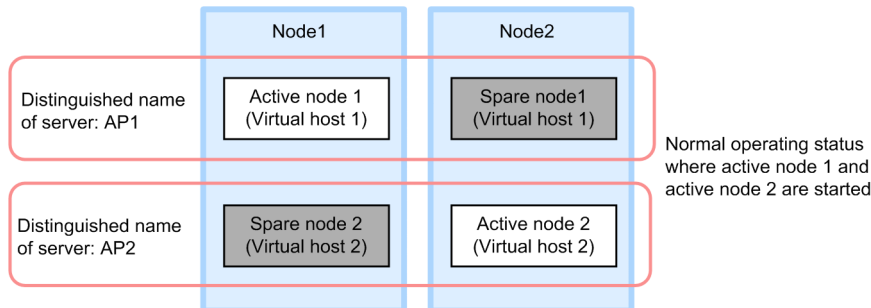 Node1
Node2
Distinguished name
of server: AP1
Active node 1
(Virtual host 1)
Spare node1
(Virtual host 1)
Normal operating status
where active node 1 and
active node 2 are started
Distinguished name
of server: AP2
Spare node 2
(Virtual host 2)
Active node 2
(Virtual host 2)